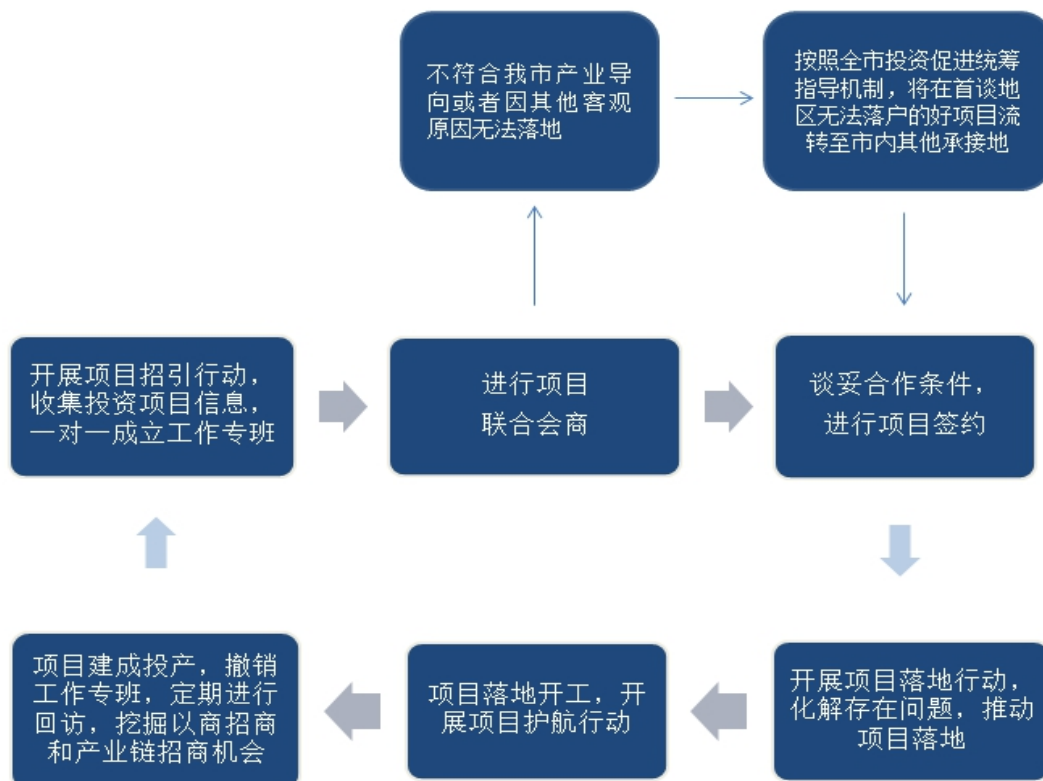 不符合我市产业导
向或者因其他客观
原因无法落地
按照全市投资促进统筹
指导机制，将在首谈地
区无法落户的好项目流
转至市内其他承接地
开展项目招引行动，
收集投资项目信息，
一对一成立工作专班
进行项目
联合会商
谈妥合作条件，
进行项目签约
项目建成投产，撤销
工作专班，定期进行
回访，挖掘以商招商
和产业链招商机会
项目落地开工，开
展项目护航行动
开展项目落地行动，
化解存在问题，推动
项目落地